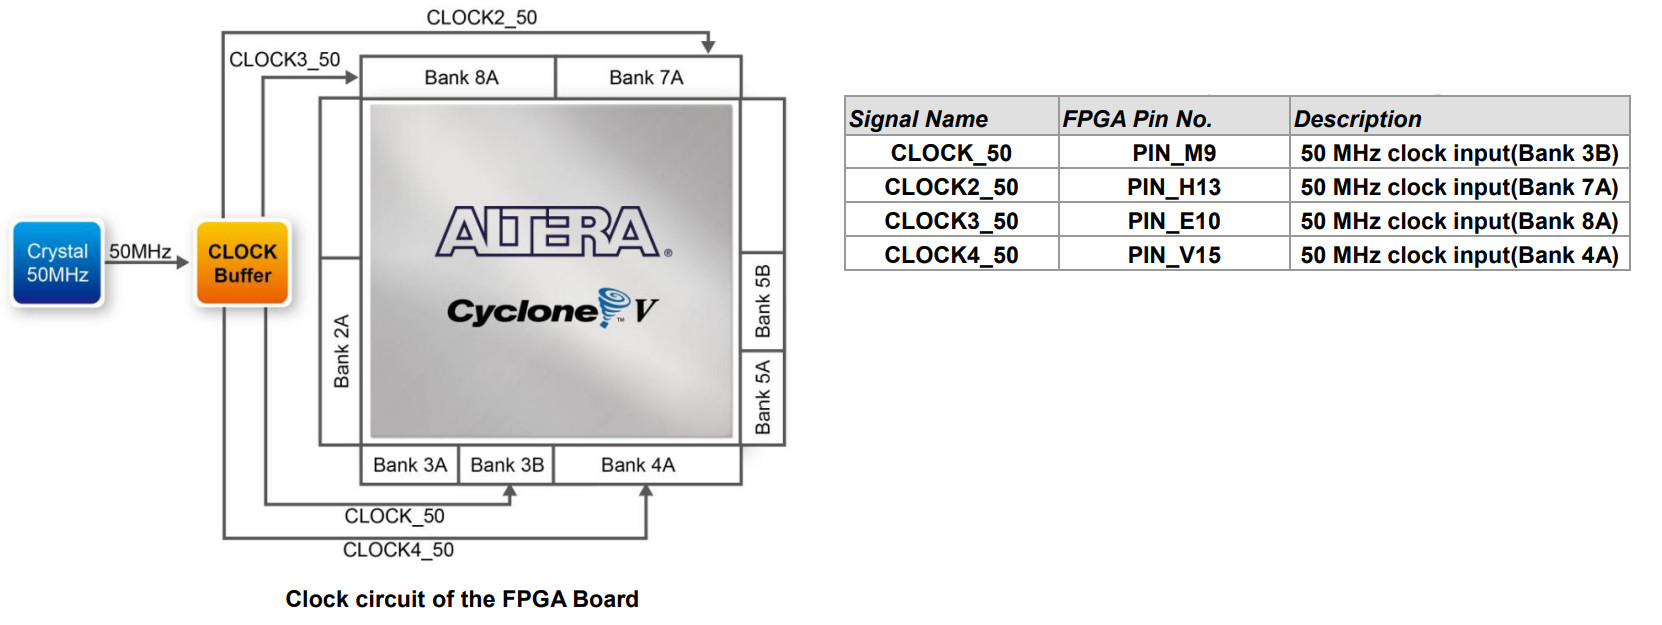 CLOCK2_50
CLOCK3_50
Bank 8A
Bank 7A
Crystal
50MHz
50MHz
CLOCK
Buffer
ALTERA®
Cyclone™ V
Bank 2A
Bank 5B
Bank 5A
Bank 3A
Bank 3B
Bank 4A
CLOCK_50
CLOCK4_50
Clock circuit of the FPGA Board
Signal Name FPGA Pin No. Description
CLOCK_50 PIN_M9 50 MHz clock input(Bank 3B)
CLOCK2_50 PIN_H13 50 MHz clock input(Bank 7A)
CLOCK3_50 PIN_E10 50 MHz clock input(Bank 8A)
CLOCK4_50 PIN_V15 50 MHz clock input(Bank 4A)